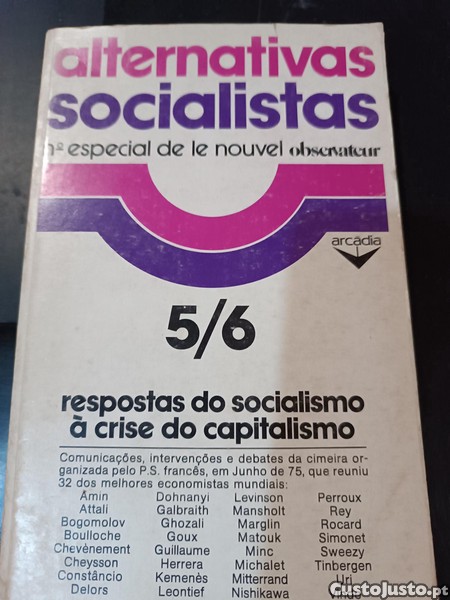 alternativas
socialistas
nº especial de le nouvel observateur
arcádia
5/6
respostas do socialismo
à crise do capitalismo
Comunicações, intervenções e debates da cimeira or-
ganizada pelo P.S. francês, em Junho de 75, que reuniu
32 dos melhores economistas mundiais:
Amin Dohnanyi Levinson Perroux
Attali Galbraith Mansholt Rey
Bogomolov Ghozali Marglin Rocard
Boulloche Goux Matouk Simonet
Chevènement Guillaume Minc Sweezy
Cheysson Herrera Michalet Tinbergen
Constâncio Kemenès Mitterrand Uri
Delors Leontief Nishikawa
CustoJusto.pt